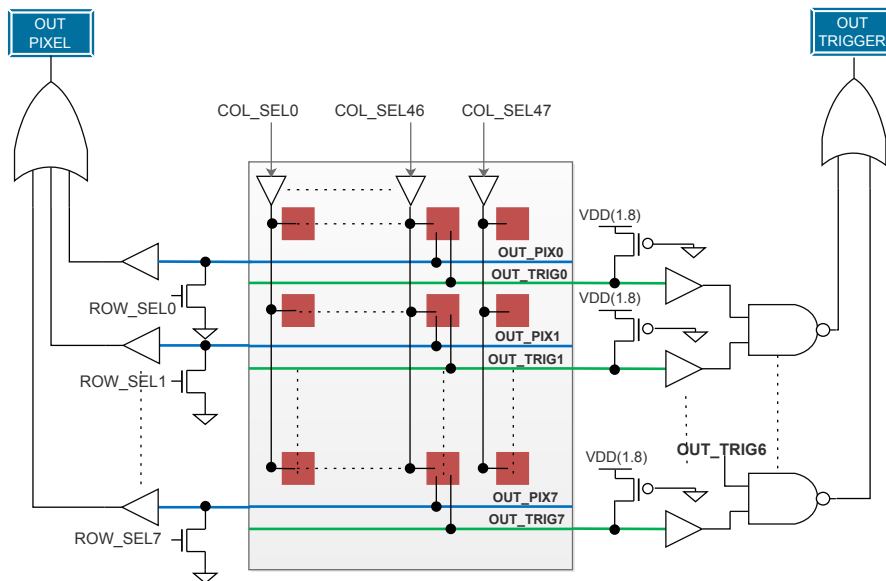 OUT
PIXEL
OUT
TRIGGER
COL_SEL0
COL_SEL46
COL_SEL47
VDD(1.8)
OUT_PIX0
OUT_TRIG0
ROW_SEL0
VDD(1.8)
OUT_PIX1
OUT_TRIG1
ROW_SEL1
OUT_TRIG6
VDD(1.8)
OUT_PIX7
OUT_TRIG7
ROW_SEL7